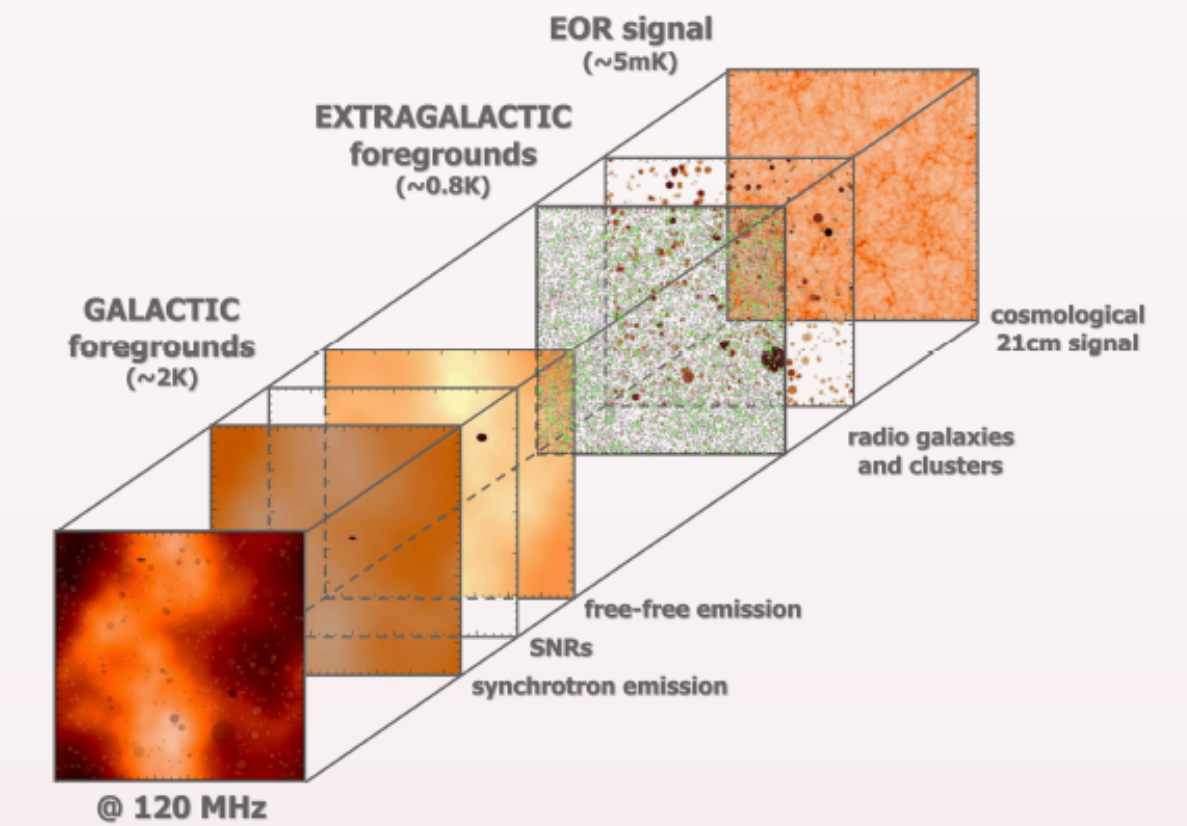 EOR signal
(~5mK)
EXTRAGALACTIC
foregrounds
(~0.8K)
GALACTIC
foregrounds
(~2K)
cosmological
21cm signal
radio galaxies
and clusters
free-free emission
SNRs
synchrotron emission
@ 120 MHz